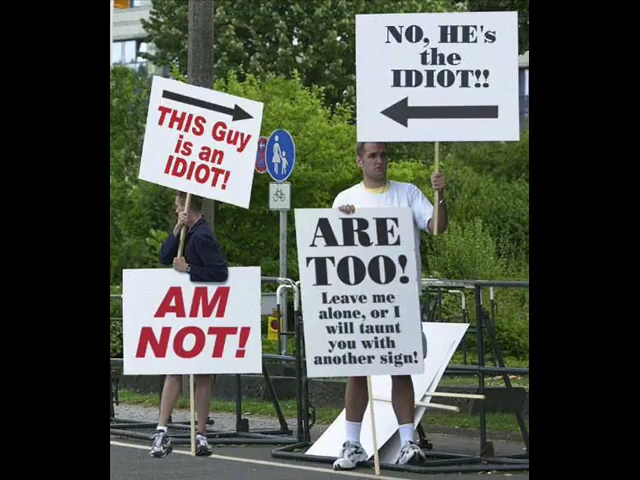 THIS Guy
is an
IDIOT!
NO, HE's
the
IDIOT!!
AM
NOT!
ARE
TOO!
Leave me
alone, or I
will taunt
you with
another sign!